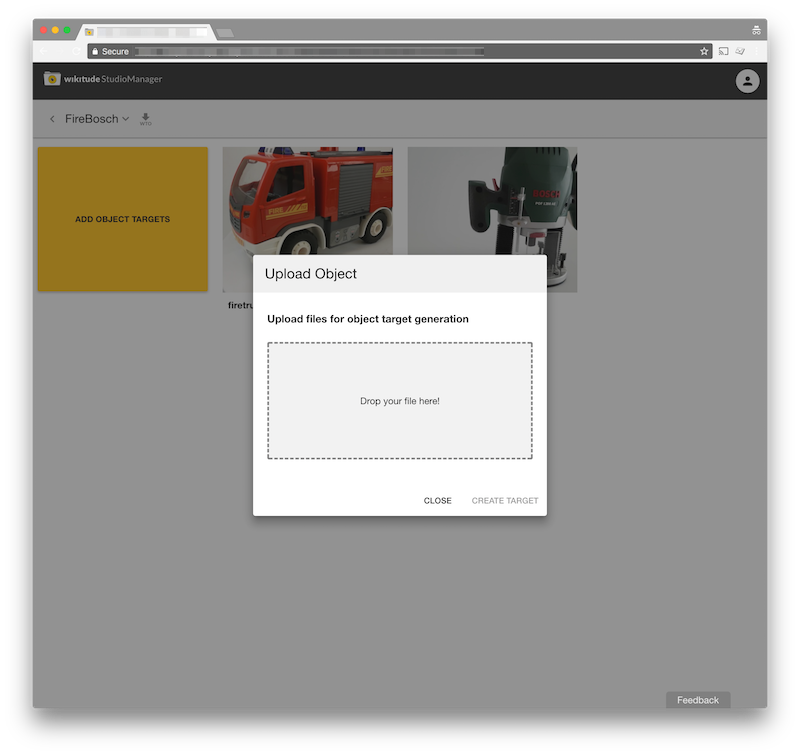 Secure
wikitude StudioManager
FireBosch
WTO
ADD OBJECT TARGETS
FIRE
BOSCH
firetru
Upload Object
Upload files for object target generation
Drop your file here!
CLOSE
CREATE TARGET
Feedback